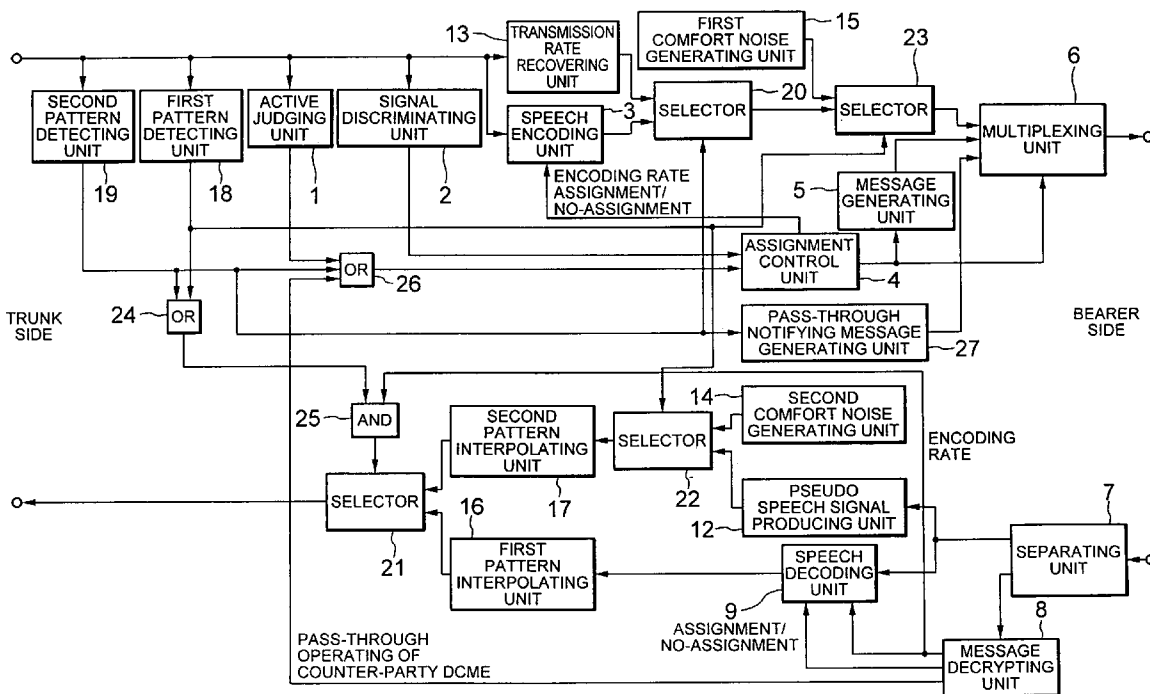 15
FIRST
COMFORT NOISE
GENERATING UNIT
13
TRANSMISSION
RATE
RECOVERING
UNIT
23
6
20
3
SELECTOR
SELECTOR
SECOND
PATTERN
DETECTING
UNIT
FIRST
PATTERN
DETECTING
UNIT
ACTIVE
JUDGING
UNIT
SIGNAL
DISCRIMINATING
UNIT
SPEECH
ENCODING
UNIT
MULTIPLEXING
UNIT
19
18
1
2
ENCODING RATE
ASSIGNMENT/
NO-ASSIGNMENT
5
MESSAGE
GENERATING
UNIT
ASSIGNMENT
CONTROL
UNIT
4
OR
26
TRUNK
SIDE
24
OR
PASS-THROUGH
NOTIFYING MESSAGE
GENERATING UNIT
27
BEARER
SIDE
14
SECOND
COMFORT NOISE
GENERATING UNIT
25
AND
SECOND
PATTERN
INTERPOLATING
UNIT
17
SELECTOR
22
ENCODING
RATE
SELECTOR
21
16
FIRST
PATTERN
INTERPOLATING
UNIT
PSEUDO
SPEECH SIGNAL
PRODUCING UNIT
12
7
SEPARATING
UNIT
SPEECH
DECODING
UNIT
9
ASSIGNMENT/
NO-ASSIGNMENT
8
MESSAGE
DECRYPTING
UNIT
PASS-THROUGH
OPERATING OF
COUNTER-PARTY DCME